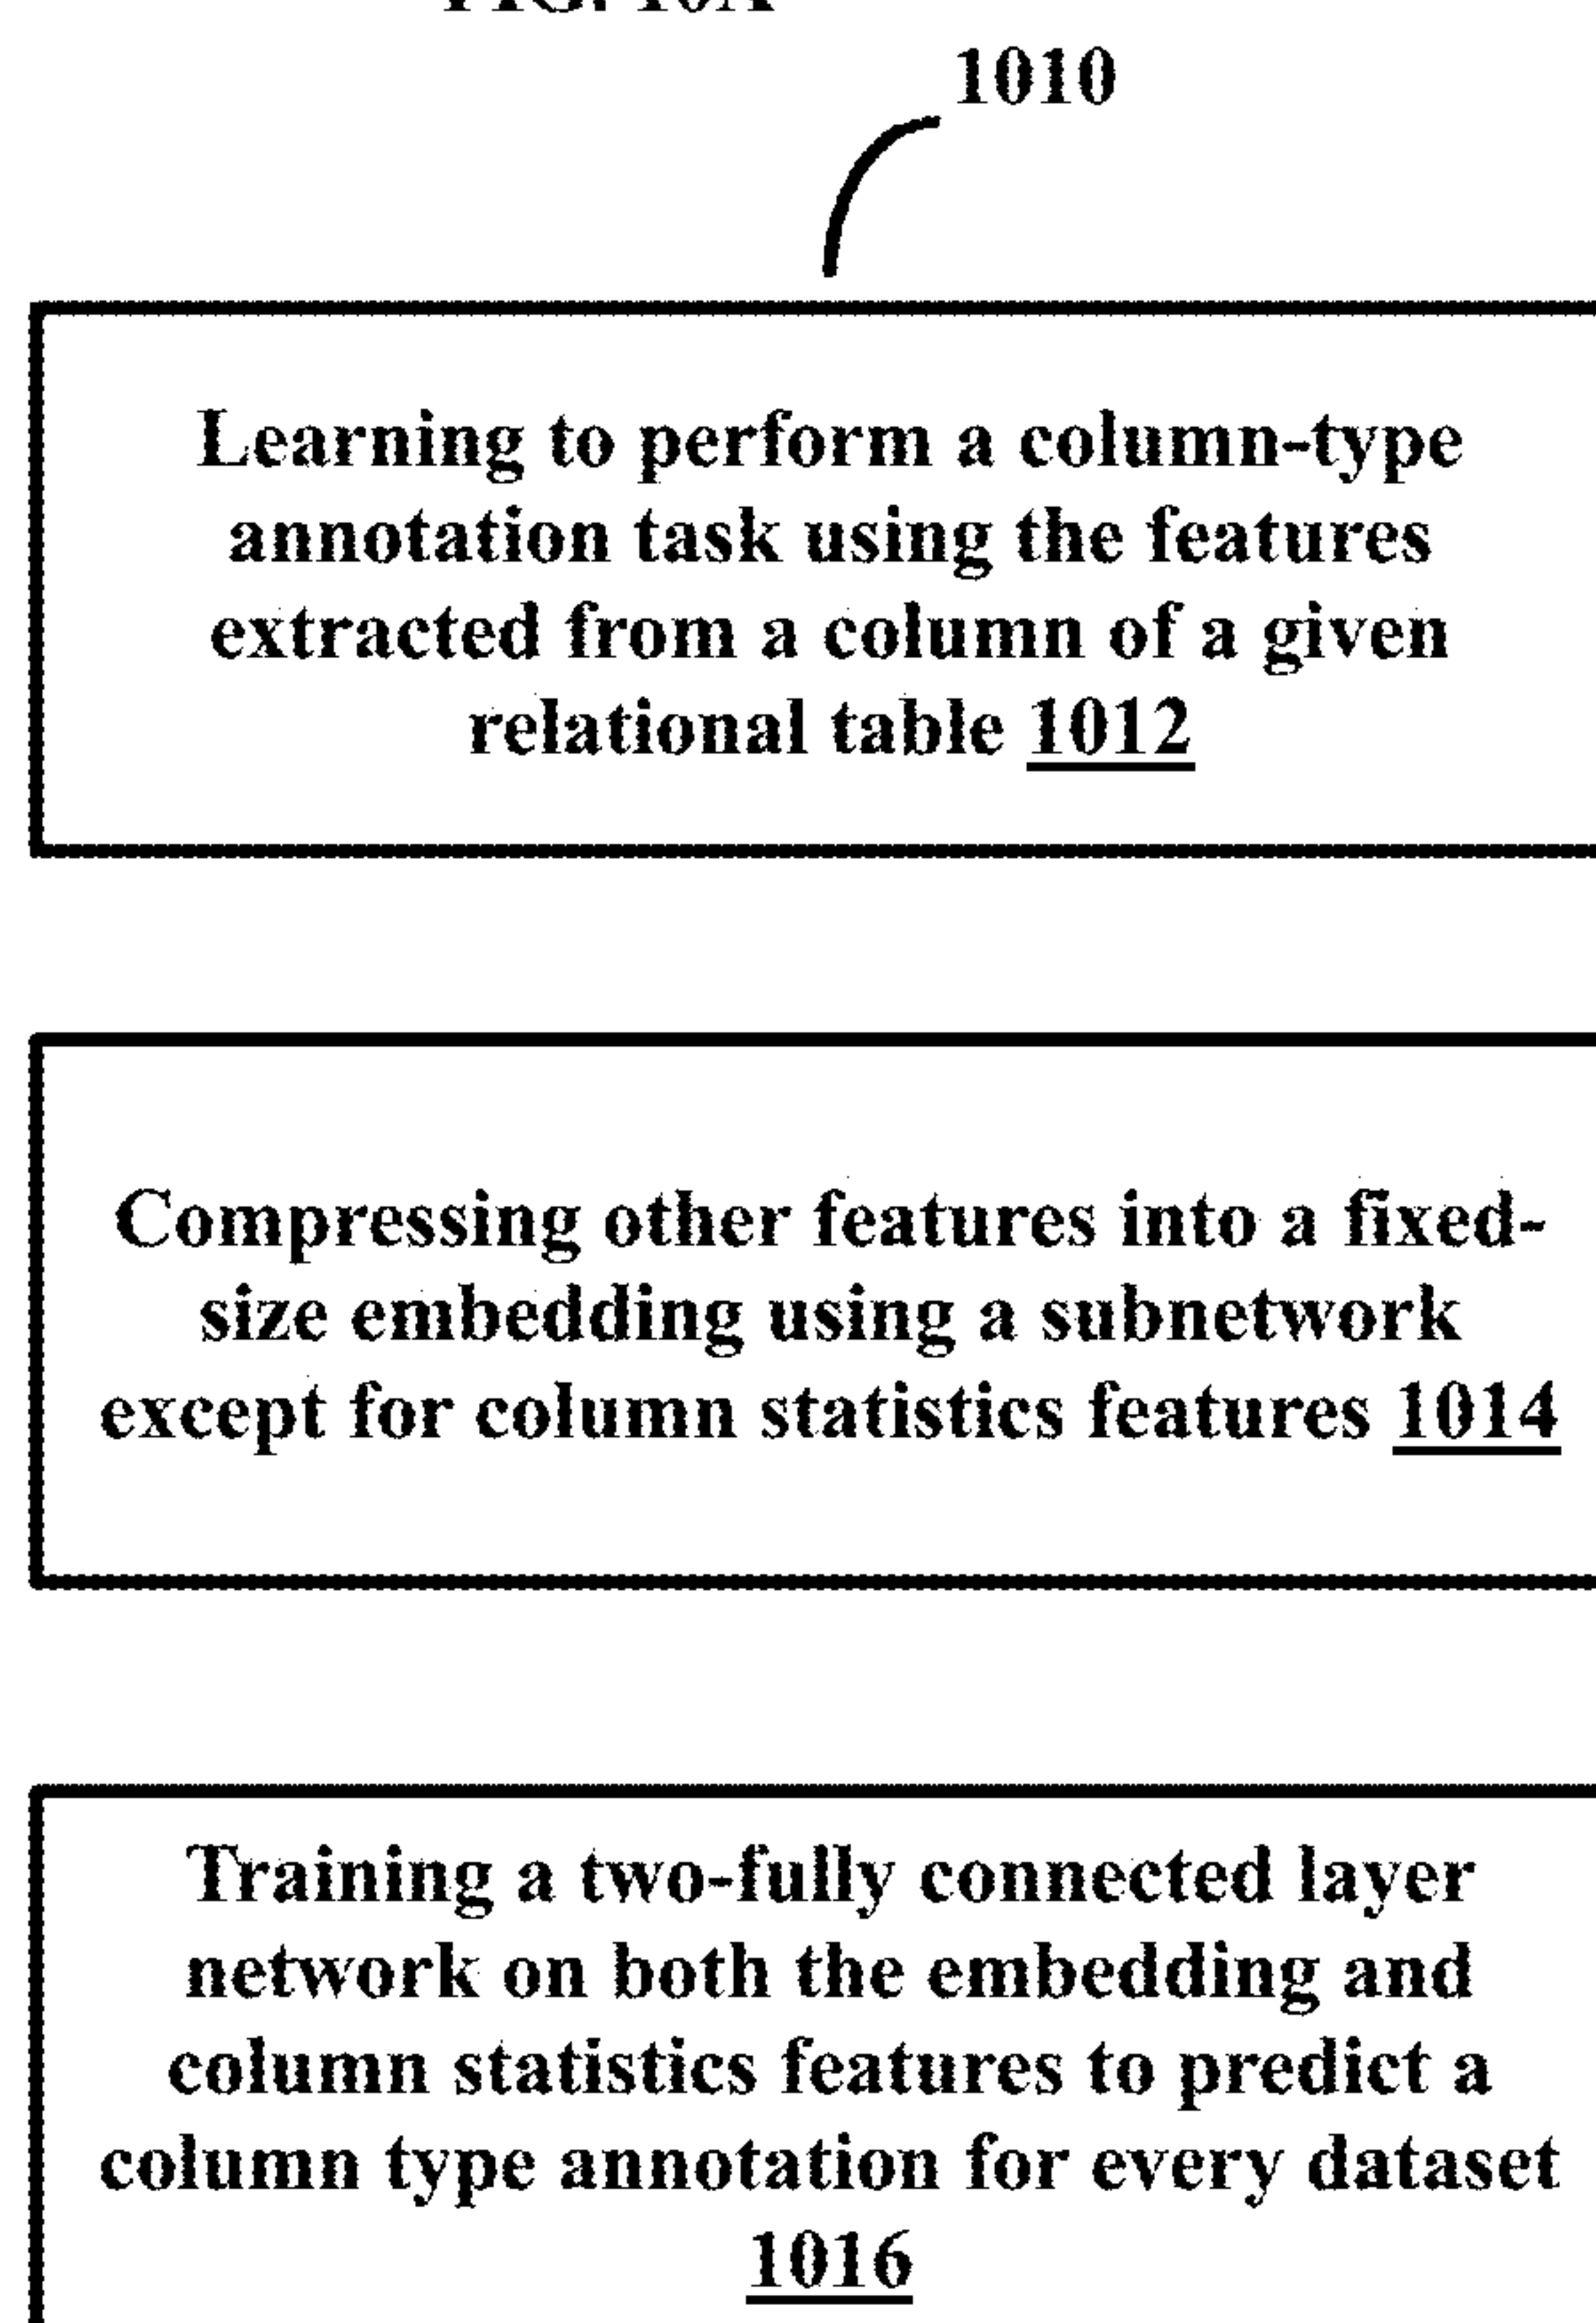 FIG. 10A
1010
Learning to perform a column-type
annotation task using the features
extracted from a column of a given
relational table 1012
Compressing other features into a fixed-
size embedding using a subnetwork
except for column statistics features 1014
Training a two-fully connected layer
network on both the embedding and
column statistics features to predict a
column type annotation for every dataset
1016